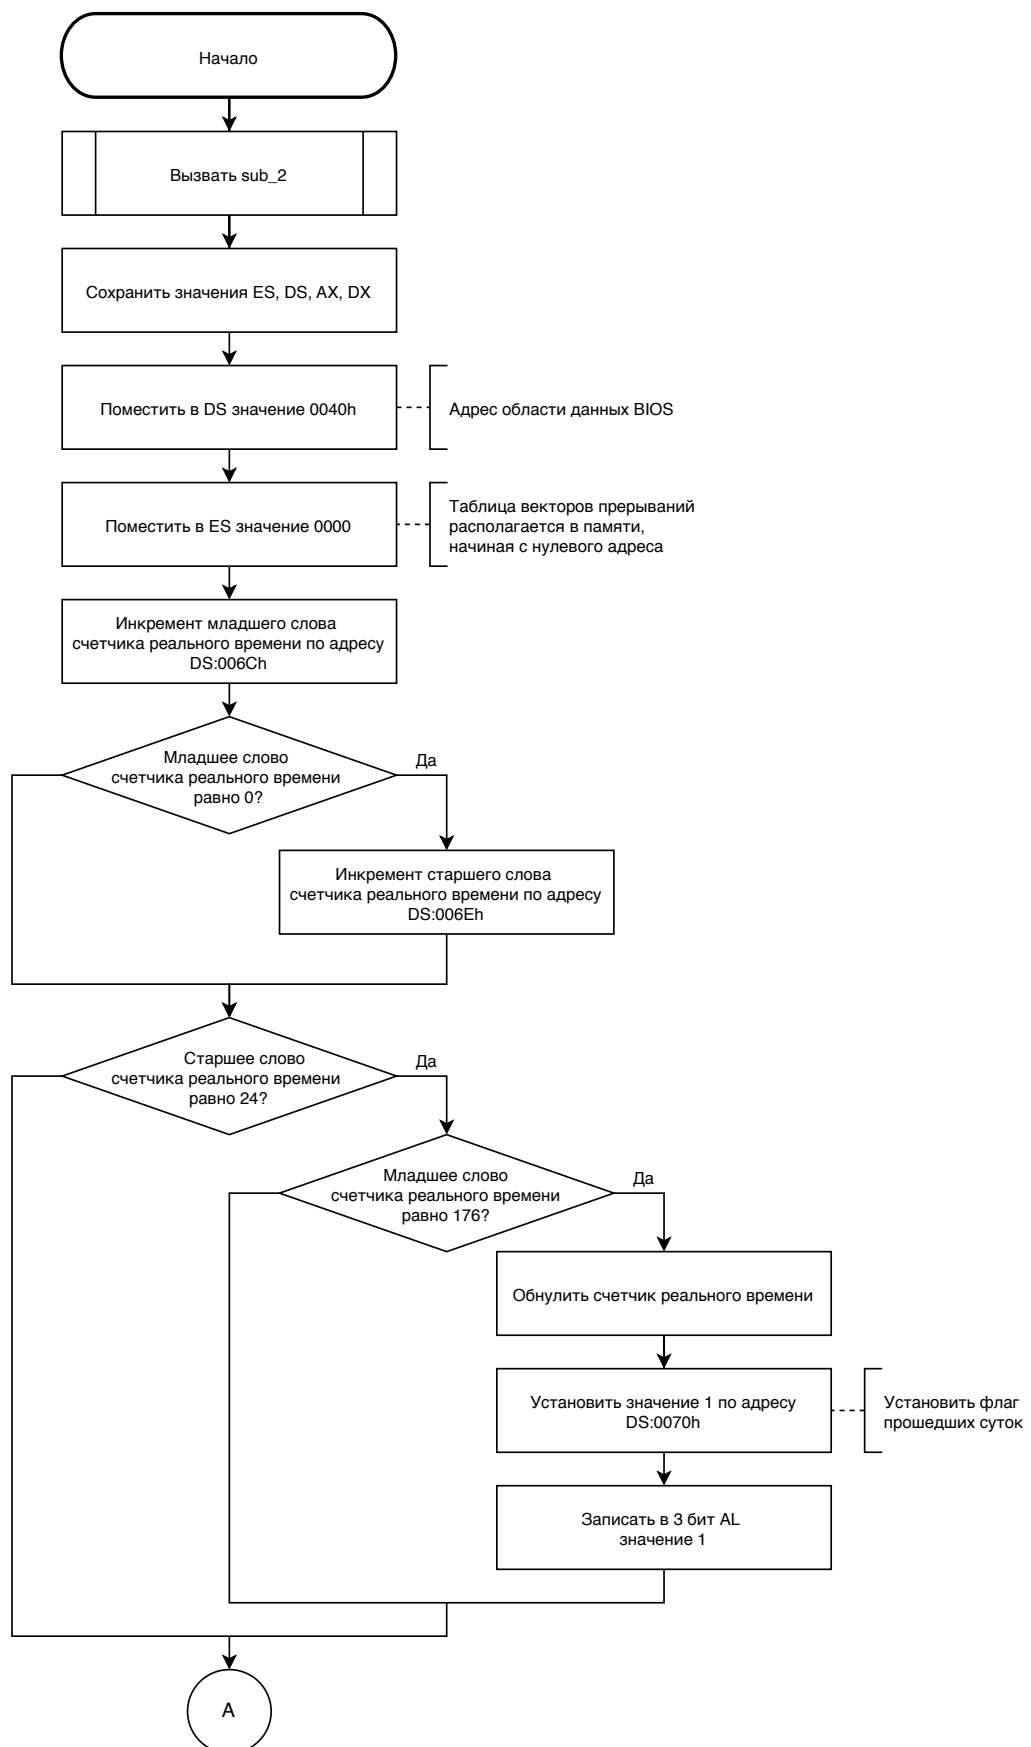 Начало
Вызвать sub_2
Сохранить значения ES, DS, AX, DX
Поместить в DS значение 0040h
Адрес области данных BIOS
Поместить в ES значение 0000
Таблица векторов прерываний
располагается в памяти,
начиная с нулевого адреса
Инкремент младшего слова
счетчика реального времени по адресу
DS:006Ch
Младшее слово
счетчика реального времени
равно 0?
Да
Инкремент старшего слова
счетчика реального времени по адресу
DS:006Eh
Старшее слово
счетчика реального времени
равно 24?
Да
Младшее слово
счетчика реального времени
равно 176?
Да
Обнулить счетчик реального времени
Установить значение 1 по адресу
DS:0070h
Установить флаг
прошедших суток
Записать в 3 бит AL
значение 1
A